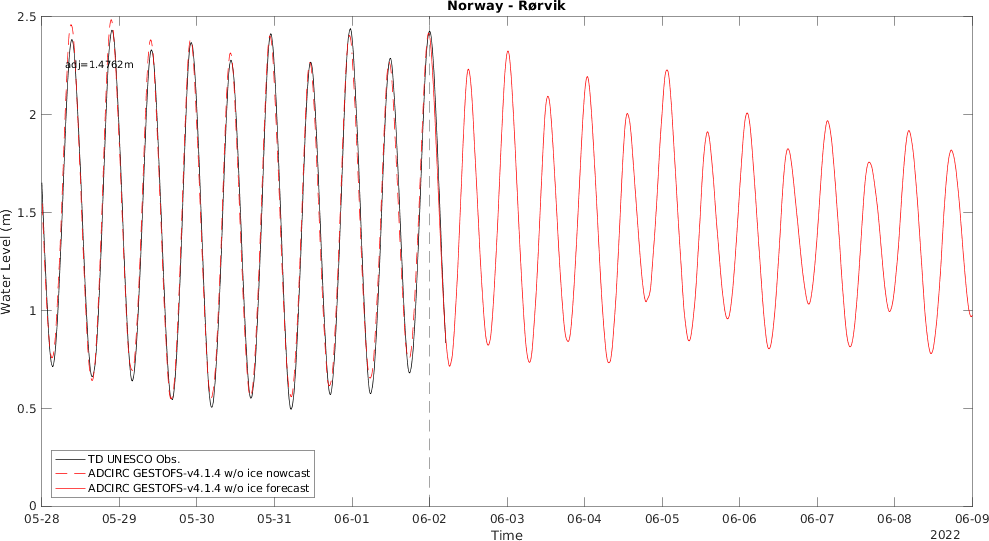 Norway - Rørvik
2.5
adj=1.4762m
2
1.5
Water Level (m)
1
0.5
TD UNESCO Obs.
ADCIRC GESTOFS-v4.1.4 w/o ice nowcast
ADCIRC GESTOFS-v4.1.4 w/o ice forecast
0
05-28 05-29 05-30 05-31 06-01 06-02 06-03 06-04 06-05 06-06 06-07 06-08 06-09
Time
2022